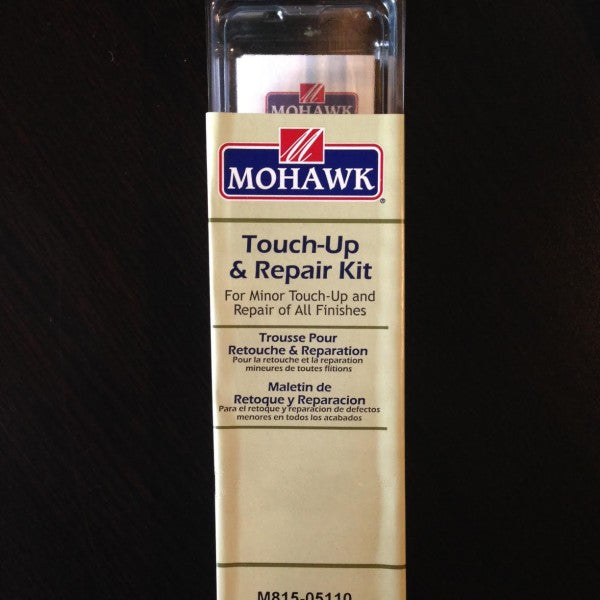 MOHAWK
MOHAWK
®
Touch-Up
& Repair Kit
For Minor Touch-Up and
Repair of All Finishes
Trousse Pour
Retouche & Reparation
Pour la retouche et la reparation
mineures de toutes flitions
Maletin de
Retoque y Reparacion
Para el retoque y reparacion de defectos
menores en todos los acabados
M815-05110